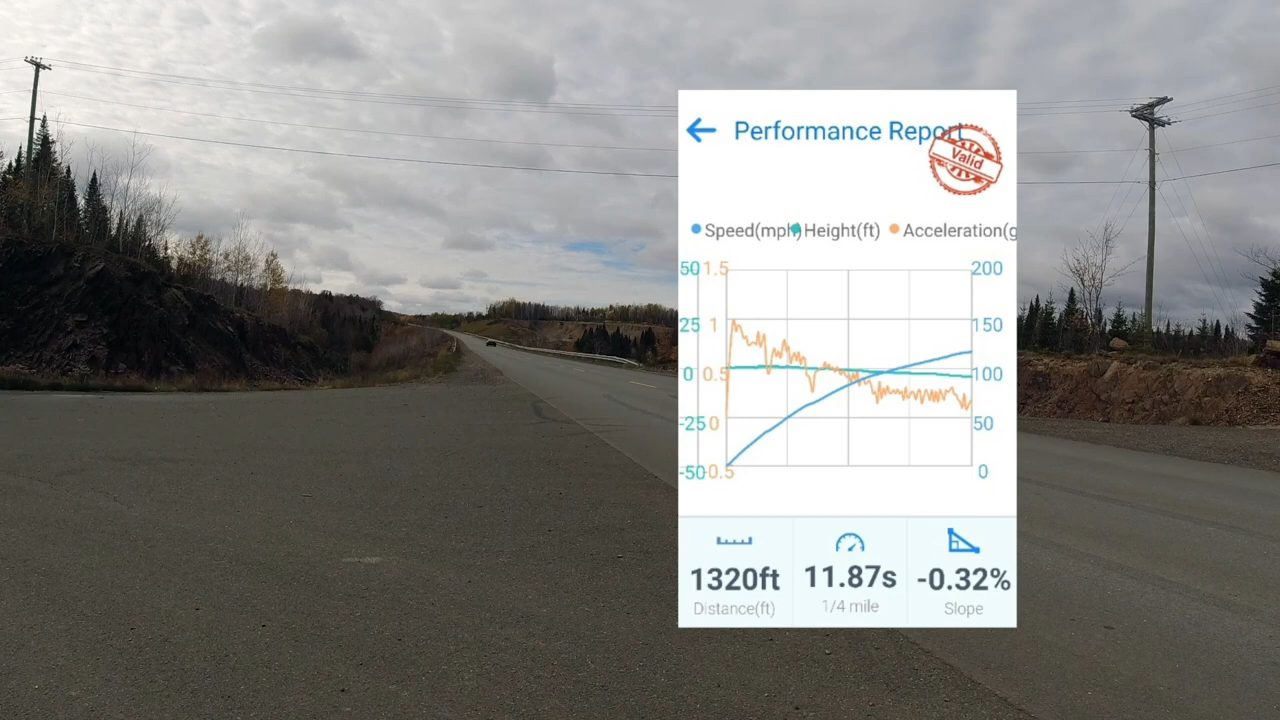 Performance Report
Valid
Speed(mph) Height(ft) Acceleration(g
50 1.5 200
25 1 150
0 0.5 100
-25 0 50
-50 0.5 0
1320ft 11.87s -0.32%
Distance(ft) 1/4 mile Slope